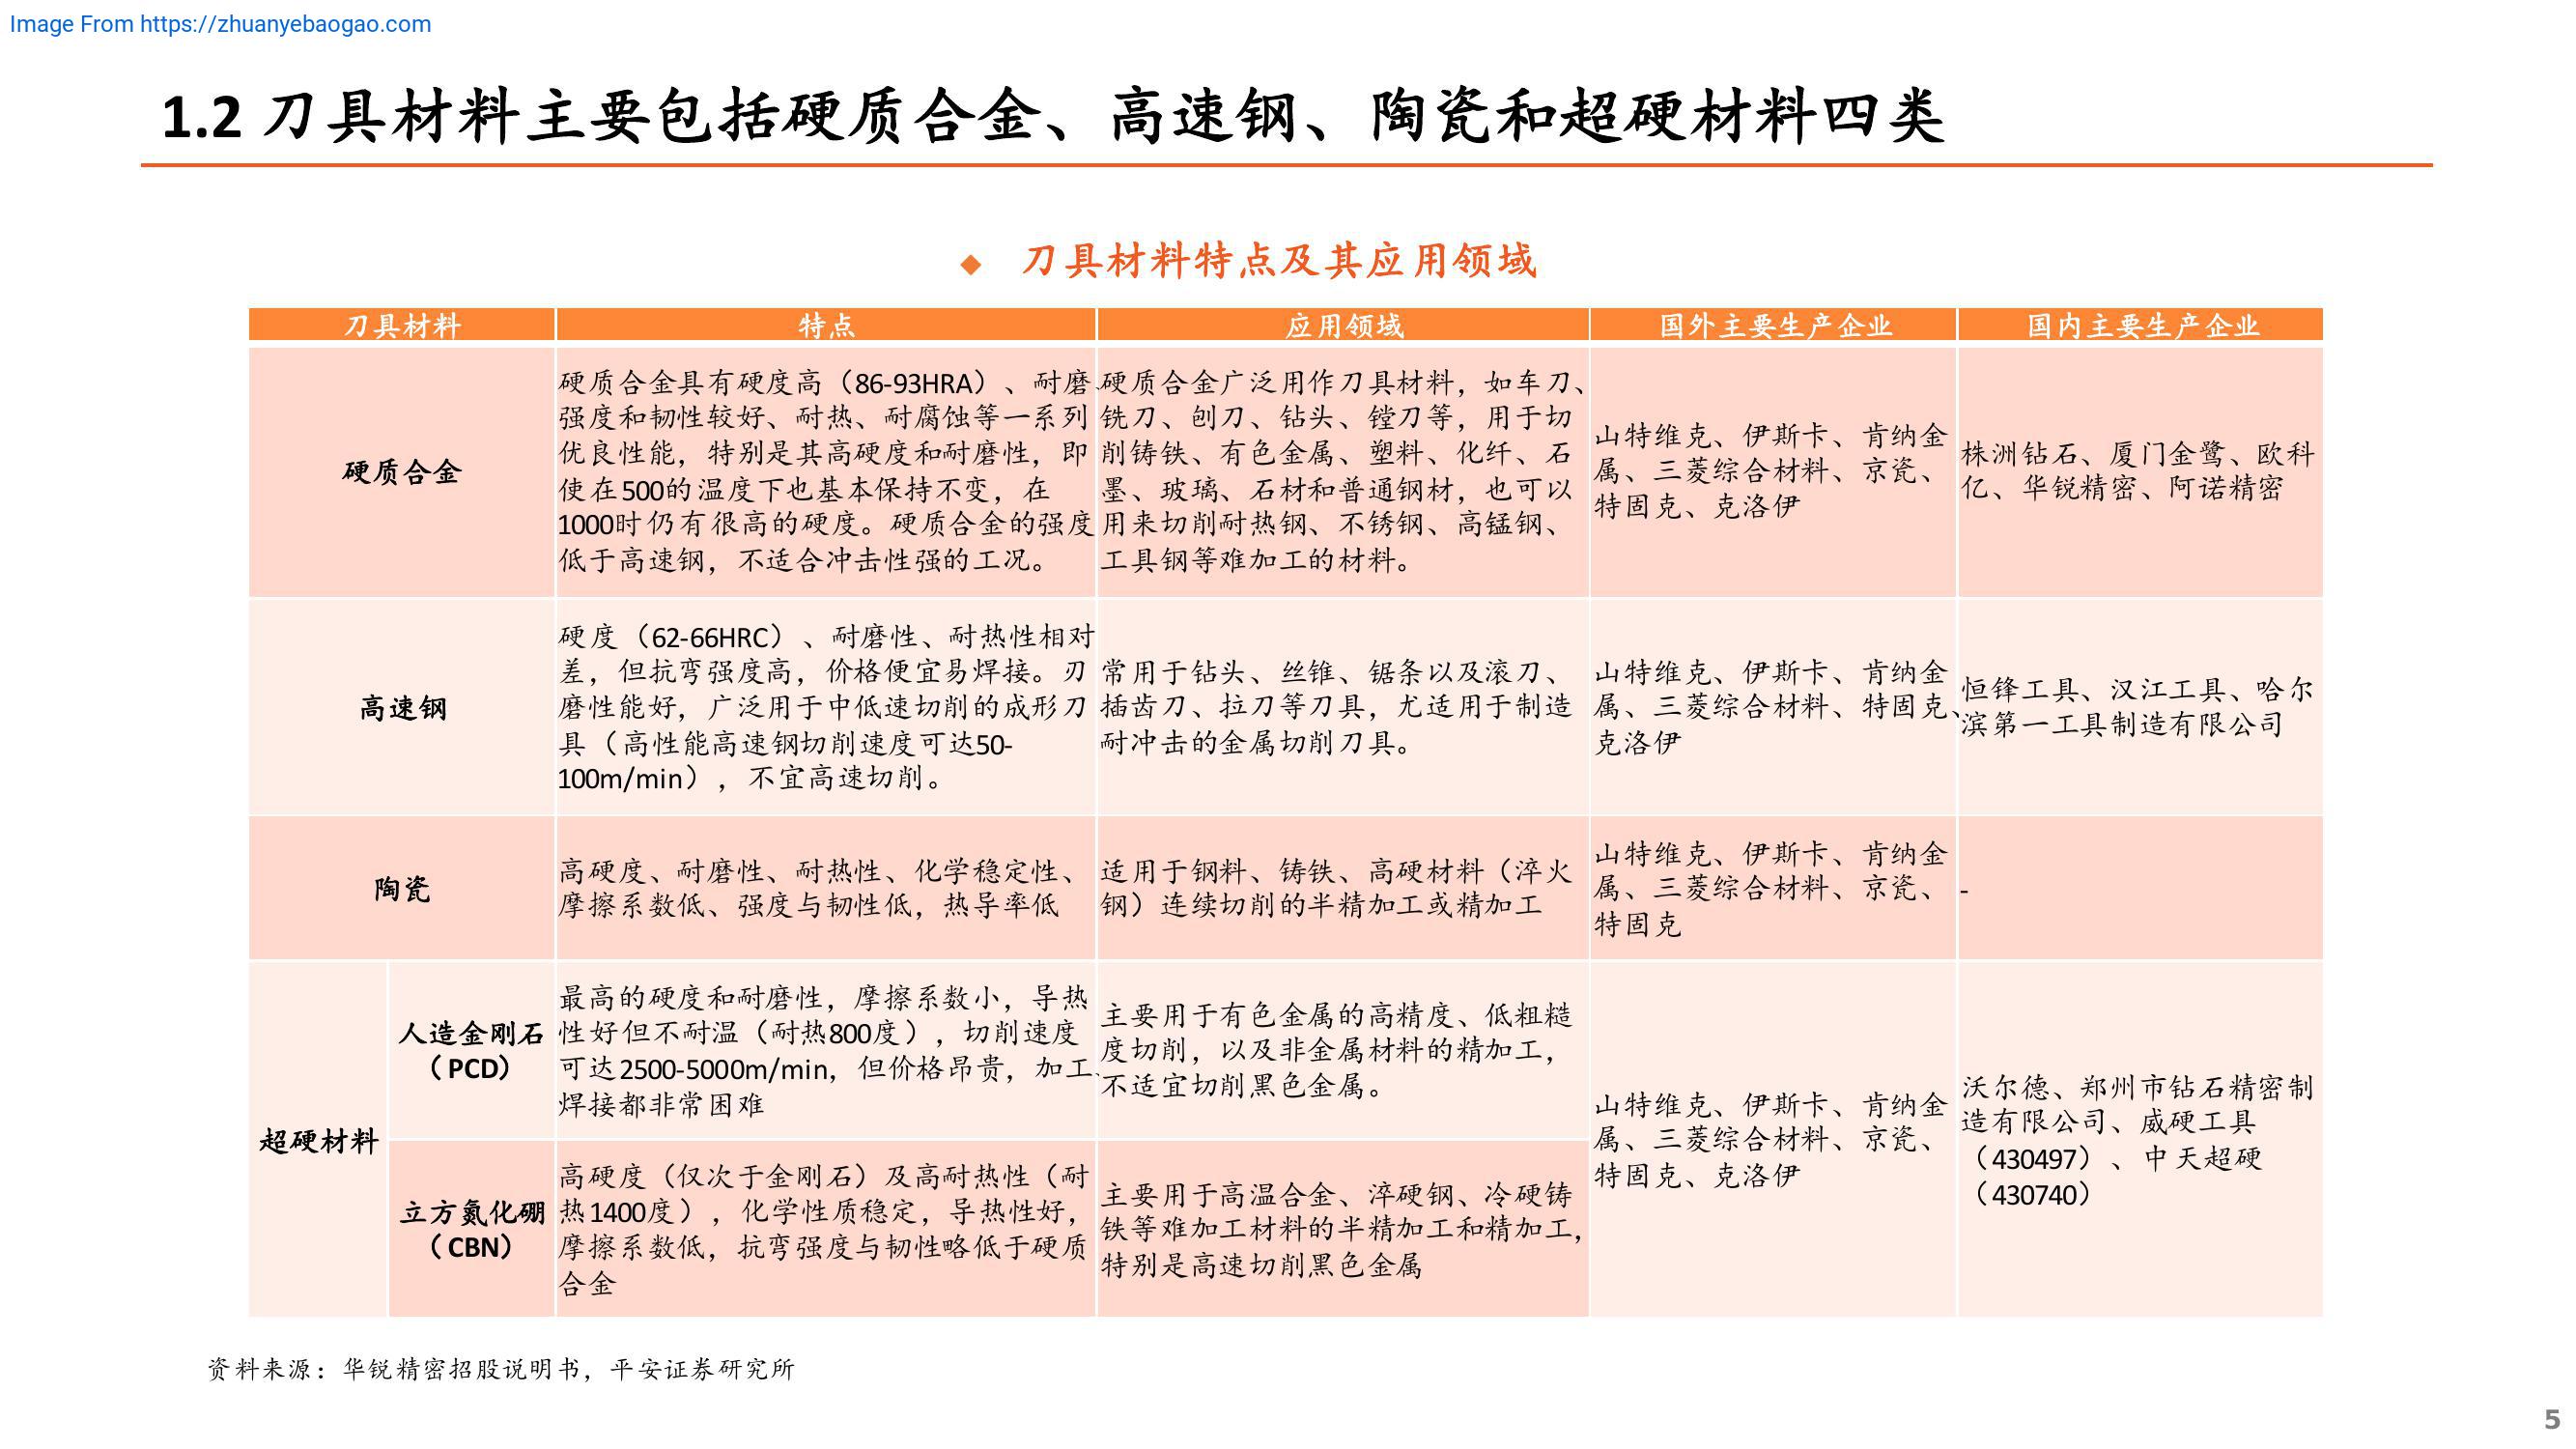 Image From https://zhuanyebaogao.com
1.2 刀具材料主要包括硬质合金、高速钢、陶瓷和超硬材料四类
◆ 刀具材料特点及其应用领域
刀具材料
特点
应用领域
国外主要生产企业
国内主要生产企业
硬质合金
硬质合金具有硬度高（86-93HRA）、耐磨、
强度和韧性较好、耐热、耐腐蚀等一系列
优良性能，特别是其高硬度和耐磨性，即
使在500的温度下也基本保持不变，在
1000时仍有很高的硬度。硬质合金的强度
低于高速钢，不适合冲击性强的工况。
硬质合金广泛用作刀具材料，如车刀、
铣刀、刨刀、钻头、镗刀等，用于切
削铸铁、有色金属、塑料、化纤、石
墨、玻璃、石材和普通钢材，也可以
用来切削耐热钢、不锈钢、高锰钢、
工具钢等难加工的材料。
山特维克、伊斯卡、肯纳金
属、三菱综合材料、京瓷、
特固克、克洛伊
株洲钻石、厦门金鹭、欧科
亿、华锐精密、阿诺精密
高速钢
硬度（62-66HRC）、耐磨性、耐热性相对
差，但抗弯强度高，价格便宜易焊接。刃
磨性能好，广泛用于中低速切削的成形刀
具（高性能高速钢切削速度可达50-
100m/min），不宜高速切削。
常用于钻头、丝锥、锯条以及滚刀、
插齿刀、拉刀等刀具，尤适用于制造
耐冲击的金属切削刀具。
山特维克、伊斯卡、肯纳金
属、三菱综合材料、特固克、
克洛伊
恒锋工具、汉江工具、哈尔
滨第一工具制造有限公司
陶瓷
高硬度、耐磨性、耐热性、化学稳定性、
摩擦系数低、强度与韧性低，热导率低
适用于钢料、铸铁、高硬材料（淬火
钢）连续切削的半精加工或精加工
山特维克、伊斯卡、肯纳金
属、三菱综合材料、京瓷、
特固克
-
超硬材料
人造金刚石
（PCD）
最高的硬度和耐磨性，摩擦系数小，导热
性好但不耐温（耐热800度），切削速度
可达2500-5000m/min，但价格昂贵，加工、
焊接都非常困难
主要用于有色金属的高精度、低粗糙
度切削，以及非金属材料的精加工，
不适宜切削黑色金属。
山特维克、伊斯卡、肯纳金
属、三菱综合材料、京瓷、
特固克、克洛伊
沃尔德、郑州市钻石精密制
造有限公司、威硬工具
（430497）、中天超硬
（430740）
立方氮化硼
（CBN）
高硬度（仅次于金刚石）及高耐热性（耐
热1400度），化学性质稳定，导热性好，
摩擦系数低，抗弯强度与韧性略低于硬质
合金
主要用于高温合金、淬硬钢、冷硬铸
铁等难加工材料的半精加工和精加工，
特别是高速切削黑色金属
资料来源：华锐精密招股说明书，平安证券研究所
5